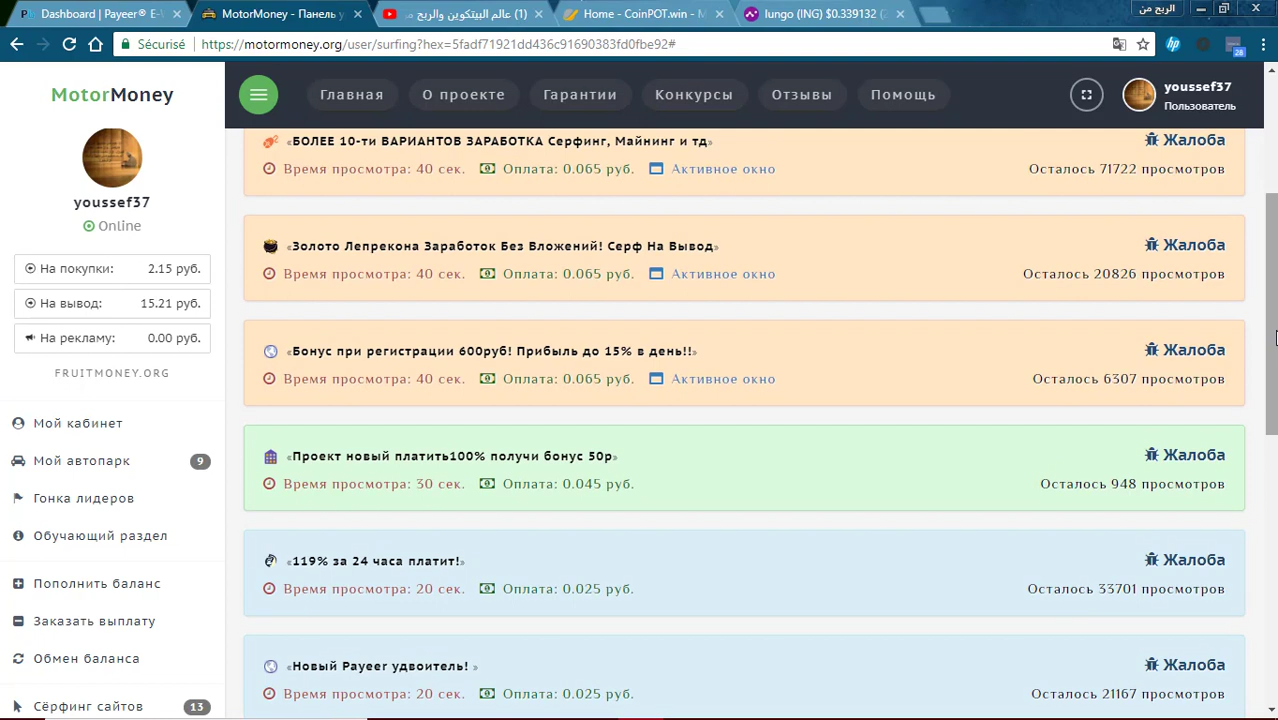 Dashboard | Payeer® E-W
MotorMoney - Панель у
(1) عالم البيتكوين والربح م
Home - CoinPOT.win - M
lungo (ING) $0.339132 (2
الربح من
Sécurisé
https://motormoney.org/user/surfing?hex=5fadf71921dd436c91690383fd0fbe92#
28
MotorMoney
Главная
О проекте
Гарантии
Конкурсы
Отзывы
Помощь
youssef37
Пользователь
youssef37
Online
На покупки: 2.15 руб.
На вывод: 15.21 руб.
На рекламу: 0.00 руб.
FRUITMONEY.ORG
Мой кабинет
Мой автопарк 9
Гонка лидеров
Обучающий раздел
Пополнить баланс
Заказать выплату
Обмен баланса
Сёрфинг сайтов 13
«БОЛЕЕ 10-ти ВАРИАНТОВ ЗАРАБОТКА Серфинг, Майнинг и тд» Жалоба
Время просмотра: 40 сек. Оплата: 0.065 руб. Активное окно Осталось 71722 просмотров
«Золото Лепрекона Заработок Без Вложений! Серф На Вывод» Жалоба
Время просмотра: 40 сек. Оплата: 0.065 руб. Активное окно Осталось 20826 просмотров
«Бонус при регистрации 600руб! Прибыль до 15% в день!!» Жалоба
Время просмотра: 40 сек. Оплата: 0.065 руб. Активное окно Осталось 6307 просмотров
«Проект новый платить100% получи бонус 50р» Жалоба
Время просмотра: 30 сек. Оплата: 0.045 руб. Осталось 948 просмотров
«119% за 24 часа платит!» Жалоба
Время просмотра: 20 сек. Оплата: 0.025 руб. Осталось 33701 просмотров
«Новый Payeer удвоитель! » Жалоба
Время просмотра: 20 сек. Оплата: 0.025 руб. Осталось 21167 просмотров